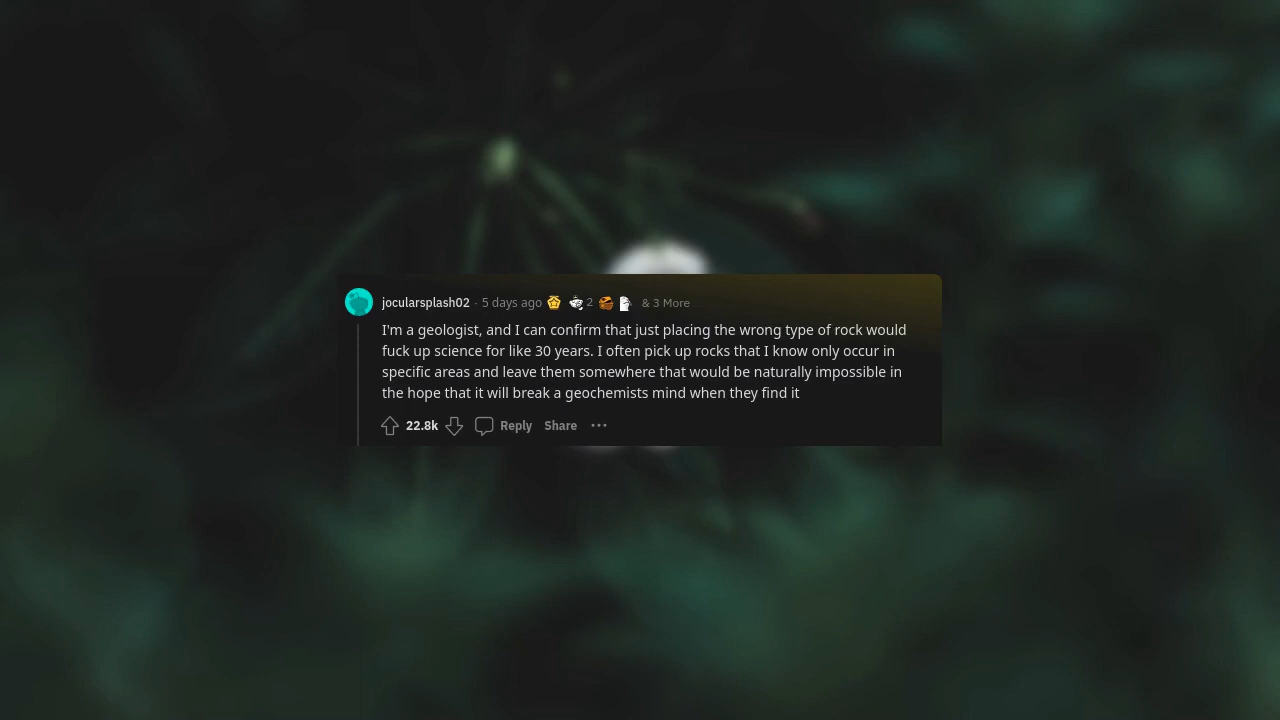 jocularsplash02 · 5 days ago 2 & 3 More
I'm a geologist, and I can confirm that just placing the wrong type of rock would
fuck up science for like 30 years. I often pick up rocks that I know only occur in
specific areas and leave them somewhere that would be naturally impossible in
the hope that it will break a geochemists mind when they find it
22.8k Reply Share ···